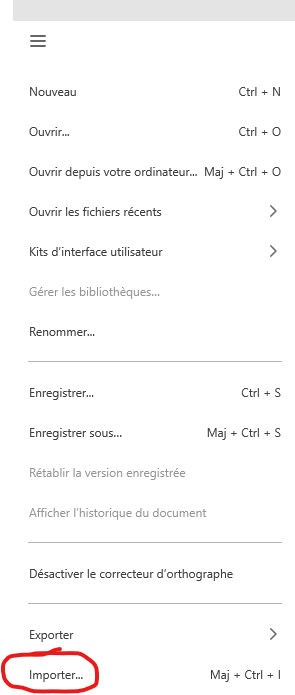 Nouveau Ctrl + N
Ouvrir... Ctrl + O
Ouvrir depuis votre ordinateur... Maj + Ctrl + O
Ouvrir les fichiers récents
Kits d’interface utilisateur
Gérer les bibliothèques...
Renommer...
Enregistrer... Ctrl + S
Enregistrer sous... Maj + Ctrl + S
Rétablir la version enregistrée
Afficher l’historique du document
Désactiver le correcteur d’orthographe
Exporter
Importer... Maj + Ctrl + I